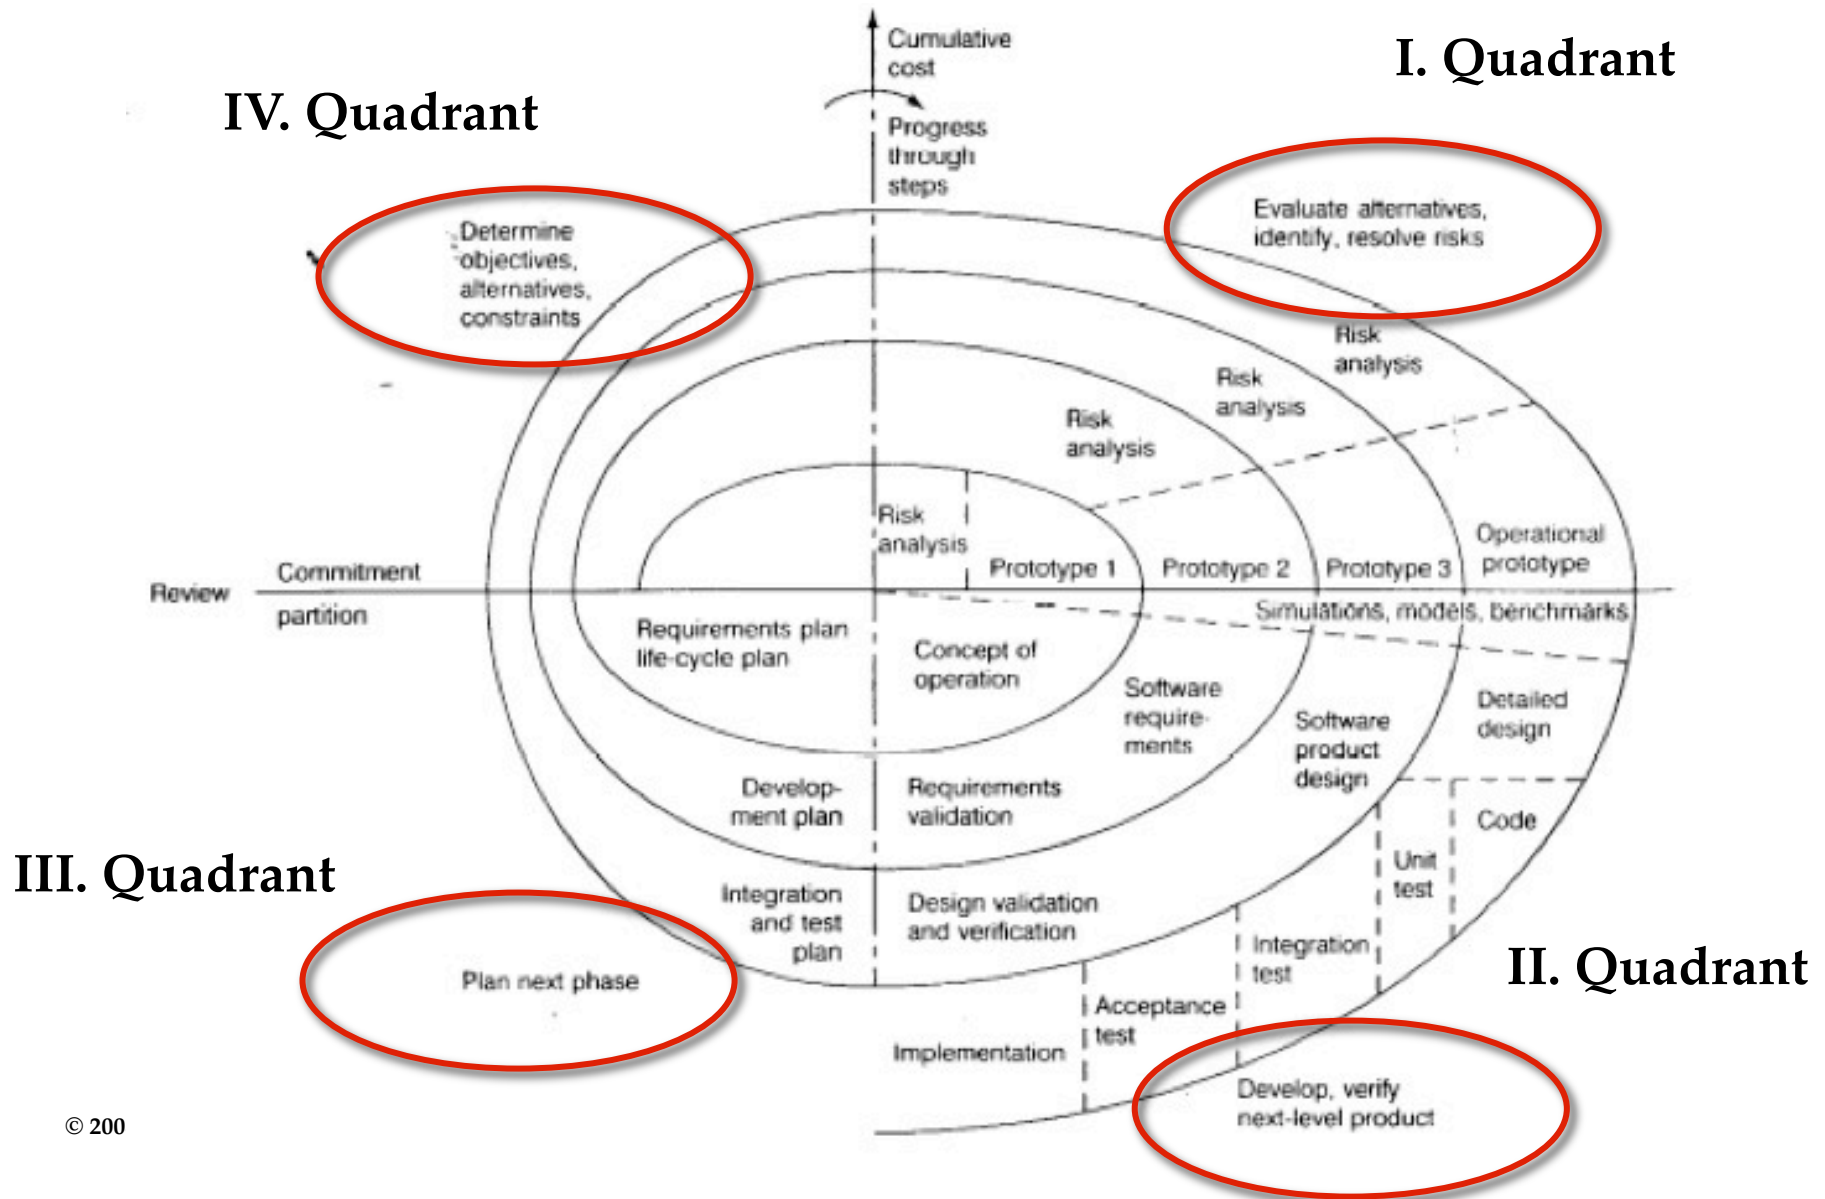 Cumulative
cost
I. Quadrant
IV. Quadrant
Progress
through
steps
Determine
objectives,
alternatives,
constraints
Evaluate alternatives,
identify, resolve risks
Risk
analysis
Risk
analysis
Risk
analysis
Risk
analysis
Operational
prototype
Prototype 1
Prototype 2
Prototype 3
Review
Commitment
partition
Simulations, models, benchmarks
Requirements plan
life-cycle plan
Concept of
operation
Software
require-
ments
Software
product
design
Detailed
design
Develop-
ment plan
Requirements
validation
Code
Unit
test
III. Quadrant
Integration
and test
plan
Design validation
and verification
Integration
test
II. Quadrant
Plan next phase
Acceptance
test
Implementation
Develop, verify
next-level product
© 200